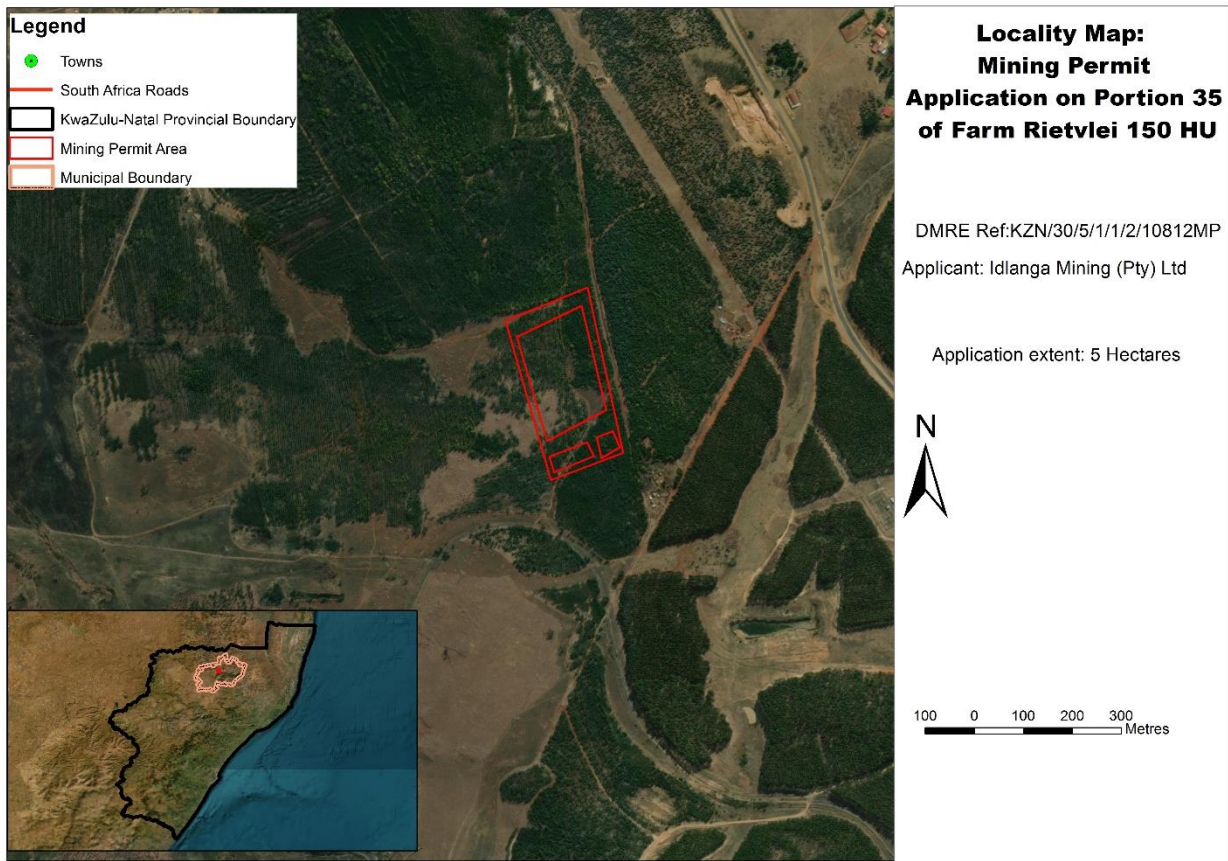 Legend
Towns
South Africa Roads
KwaZulu-Natal Provincial Boundary
Mining Permit Area
Municipal Boundary
Locality Map:
Mining Permit
Application on Portion 35
of Farm Rietvlei 150 HU
DMRE Ref:KZN/30/5/1/1/2/10812MP
Applicant: Idlanga Mining (Pty) Ltd
Application extent: 5 Hectares
N
100 0 100 200 300
Metres